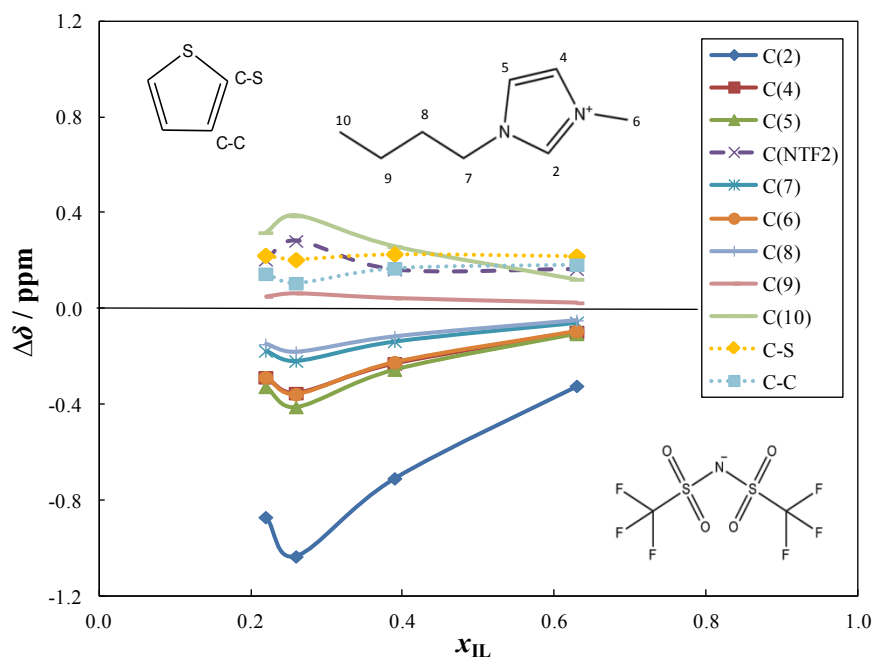 1.2
0.8
0.4
0.0
-0.4
-0.8
-1.2
Δδ / ppm
0.0
0.2
0.4
0.6
0.8
1.0
xIL
S
C-S
C-C
10
9
8
7
N
5
4
N+
6
2
C(2)
C(4)
C(5)
C(NTF2)
C(7)
C(6)
C(8)
C(9)
C(10)
C-S
C-C
O
N−
O
F
S
S
F
F
O
O
F
F
F